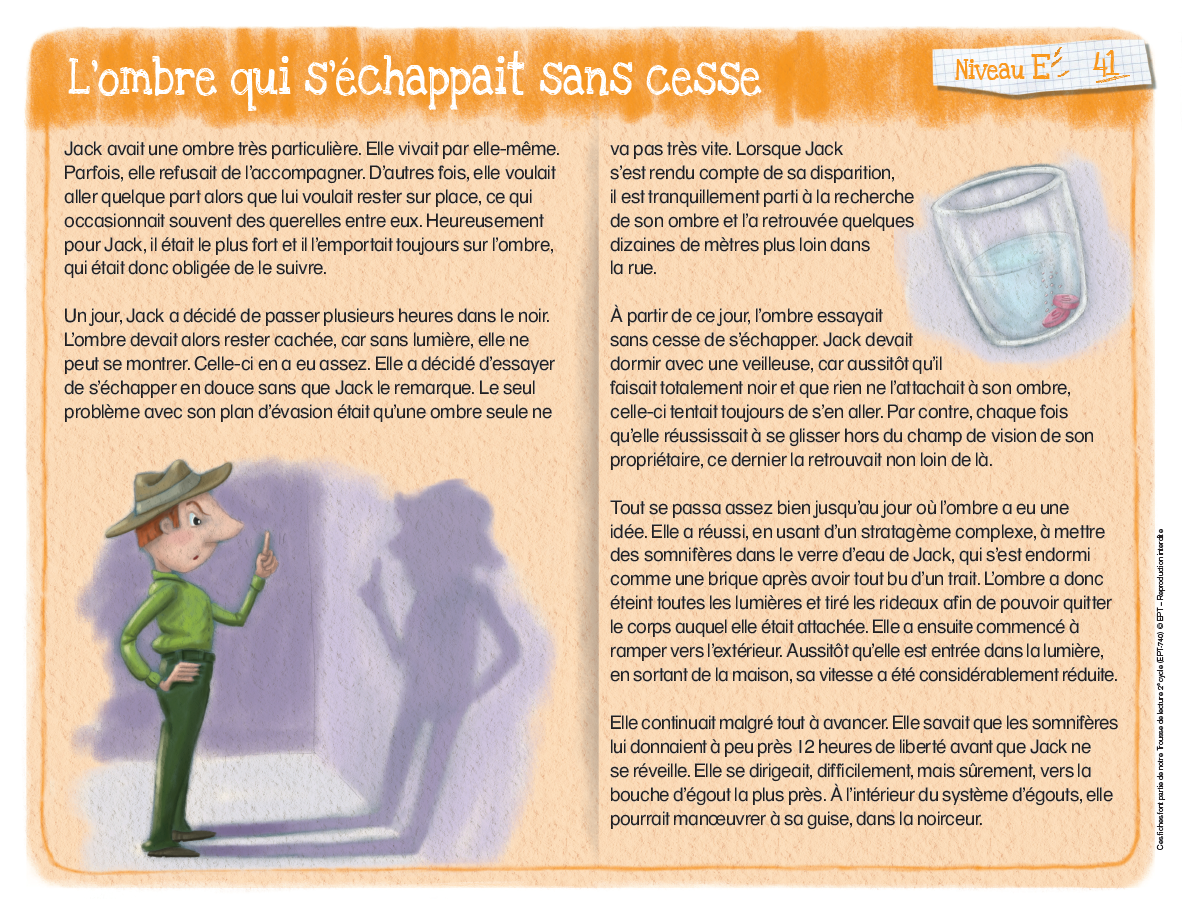 L'ombre qui s'échappait sans cesse
Niveau E 41
Jack avait une ombre très particulière. Elle vivait par elle-même.
Parfois, elle refusait de l'accompagner. D'autres fois, elle voulait
aller quelque part alors que lui voulait rester sur place, ce qui
occasionnait souvent des querelles entre eux. Heureusement
pour Jack, il était le plus fort et il l'emportait toujours sur l'ombre,
qui était donc obligée de le suivre.
Un jour, Jack a décidé de passer plusieurs heures dans le noir.
L'ombre devait alors rester cachée, car sans lumière, elle ne
peut se montrer. Celle-ci en a eu assez. Elle a décidé d'essayer
de s'échapper en douce sans que Jack le remarque. Le seul
problème avec son plan d'évasion était qu'une ombre seule ne
va pas très vite. Lorsque Jack
s'est rendu compte de sa disparition,
il est tranquillement parti à la recherche
de son ombre et l'a retrouvée quelques
dizaines de mètres plus loin dans
la rue.
À partir de ce jour, l'ombre essayait
sans cesse de s'échapper. Jack devait
dormir avec une veilleuse, car aussitôt qu'il
faisait totalement noir et que rien ne l'attachait à son ombre,
celle-ci tentait toujours de s'en aller. Par contre, chaque fois
qu'elle réussissait à se glisser hors du champ de vision de son
propriétaire, ce dernier la retrouvait non loin de là.
Tout se passa assez bien jusqu'au jour où l'ombre a eu une
idée. Elle a réussi, en usant d'un stratagème complexe, à mettre
des somnifères dans le verre d'eau de Jack, qui s'est endormi
comme une brique après avoir tout bu d'un trait. L'ombre a donc
éteint toutes les lumières et tiré les rideaux afin de pouvoir quitter
le corps auquel elle était attachée. Elle a ensuite commencé à
ramper vers l'extérieur. Aussitôt qu'elle est entrée dans la lumière,
en sortant de la maison, sa vitesse a été considérablement réduite.
Elle continuait malgré tout à avancer. Elle savait que les somnifères
lui donnaient à peu près 12 heures de liberté avant que Jack ne
se réveille. Elle se dirigeait, difficilement, mais sûrement, vers la
bouche d'égout la plus près. À l'intérieur du système d'égouts, elle
pourrait manœuvrer à sa guise, dans la noirceur.
Ces fiches font partie de notre Trousse de lecture 2e cycle (EPT-740) © EPT – Reproduction interdite